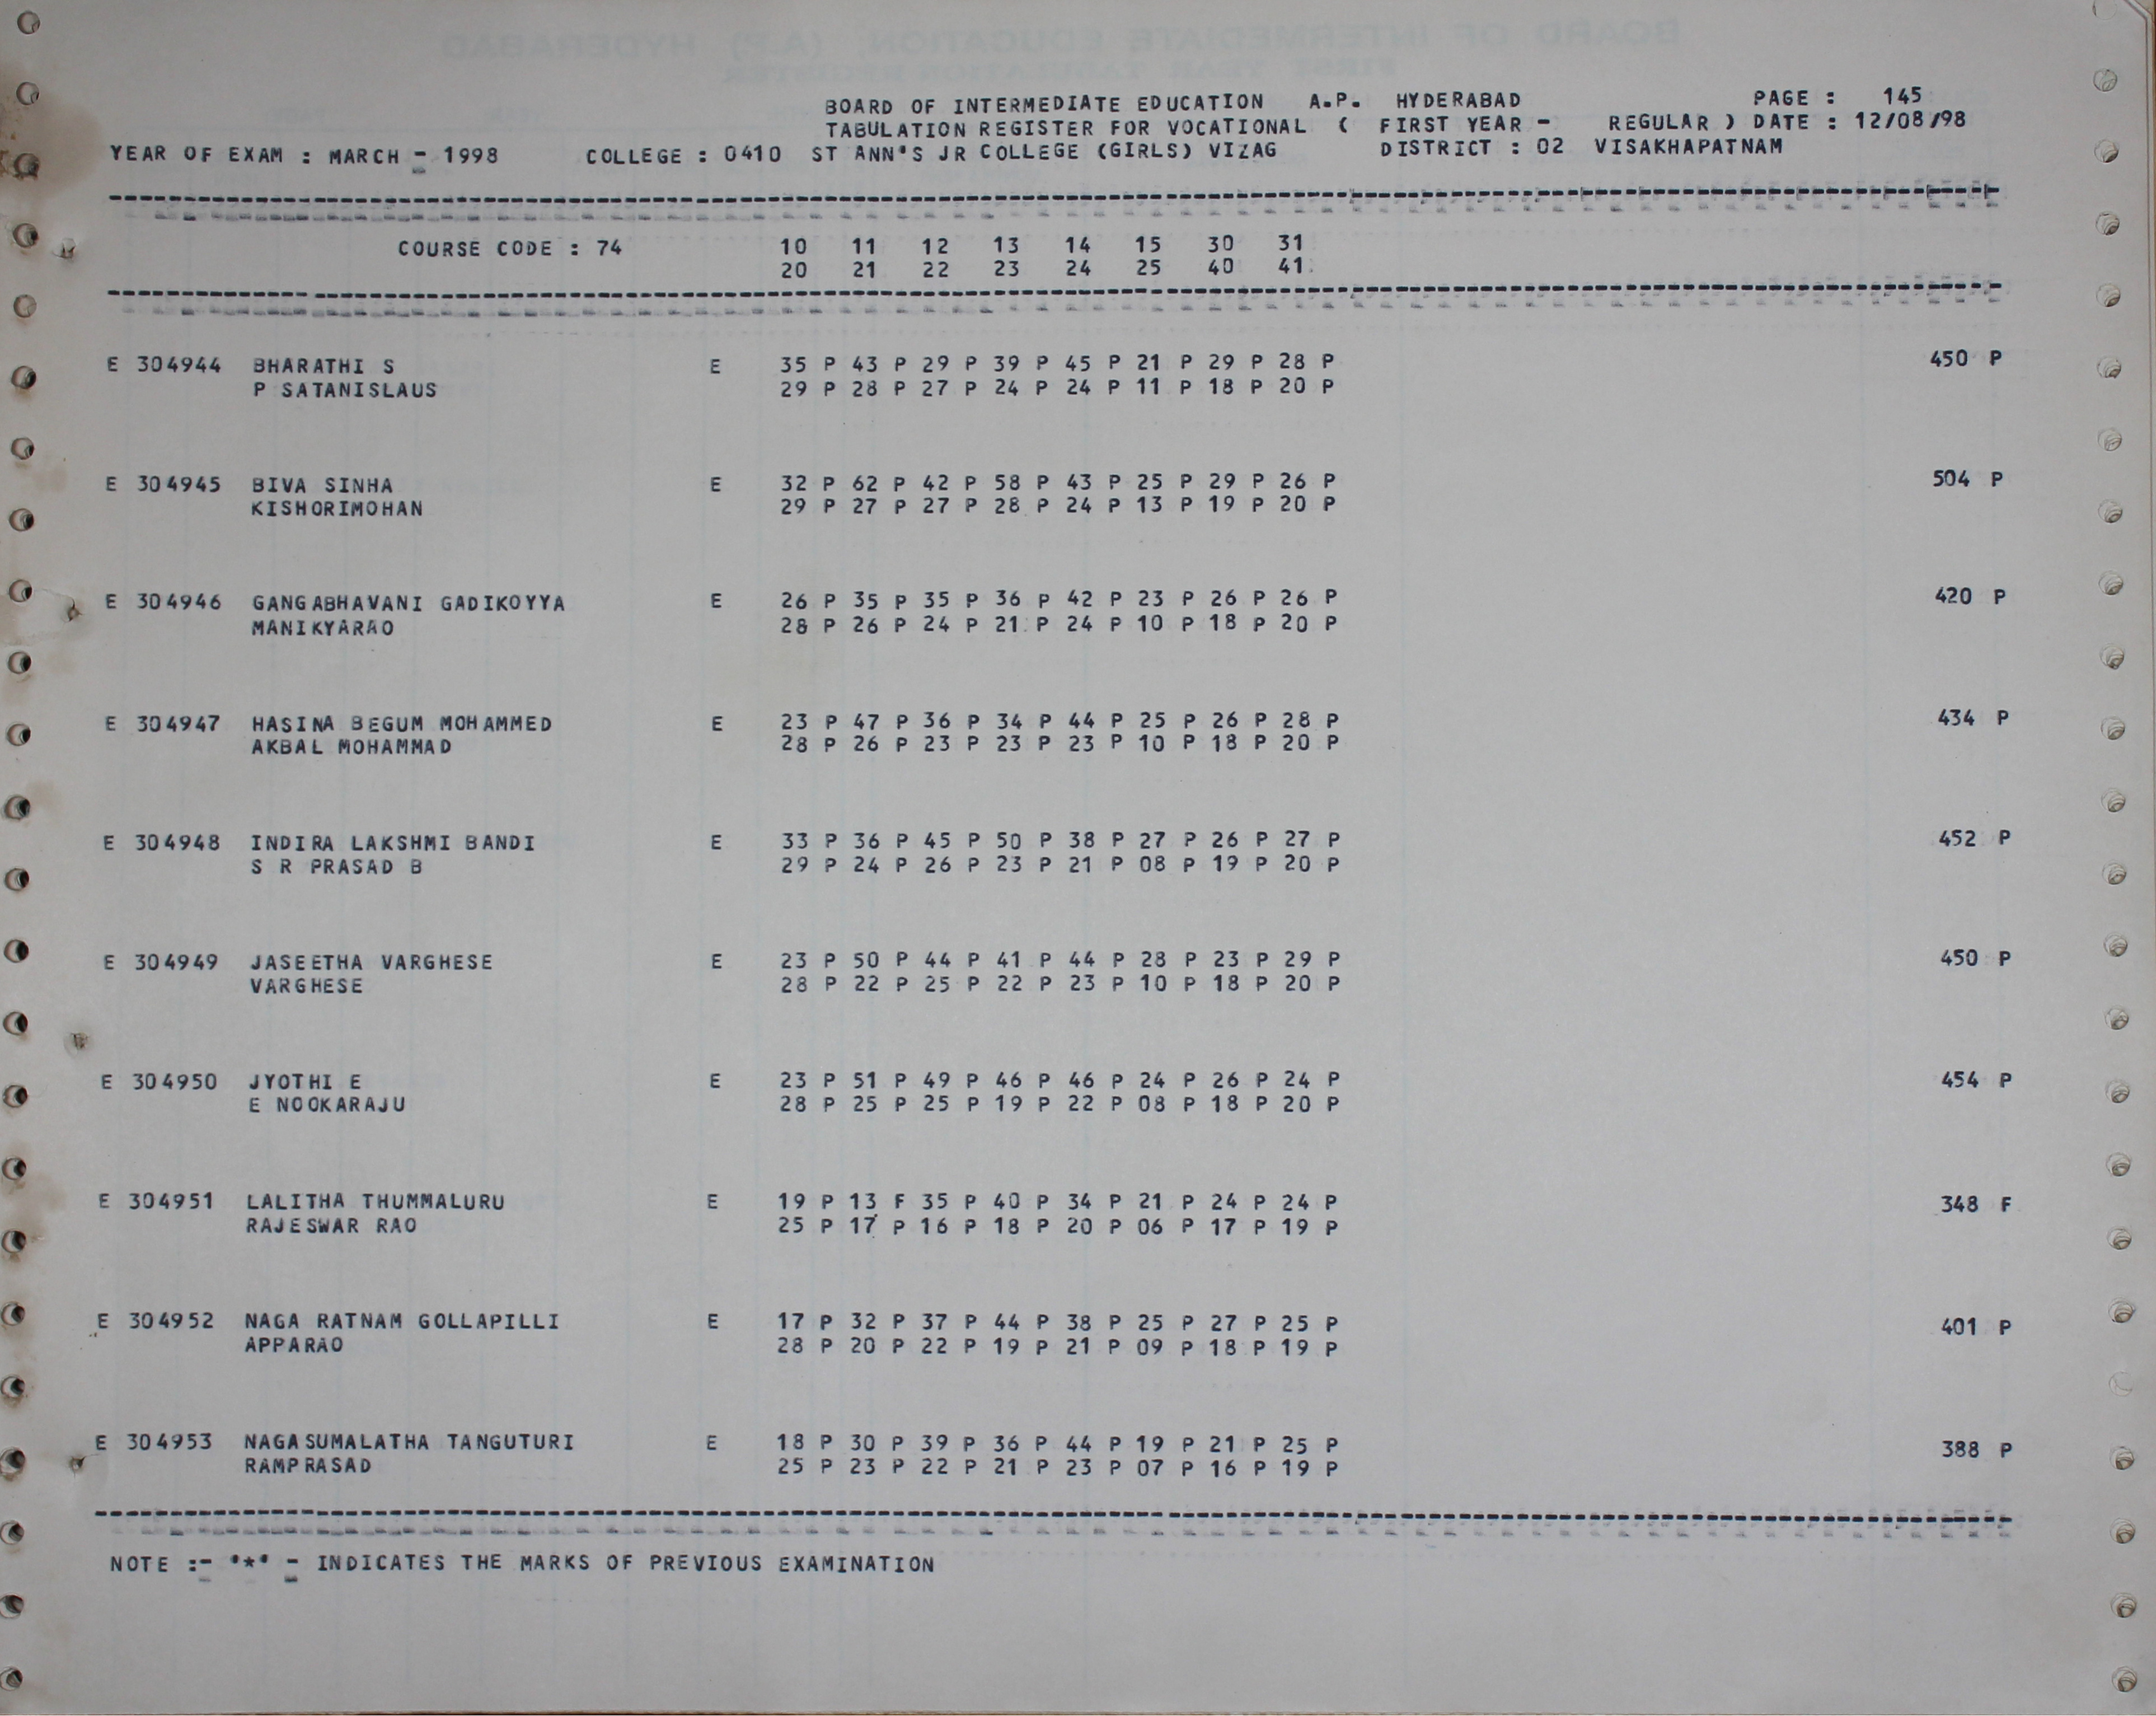 BOARD OF INTERMEDIATE EDUCATION A.P. HYDERABAD PAGE : 145
TABULATION REGISTER FOR VOCATIONAL ( FIRST YEAR - REGULAR ) DATE : 12/08/98
YEAR OF EXAM : MARCH - 1998 COLLEGE : 0410 ST ANN'S JR COLLEGE (GIRLS) VIZAG DISTRICT : 02 VISAKHAPATNAM
COURSE CODE : 74 10 11 12 13 14 15 30 31
20 21 22 23 24 25 40 41
E 304944 BHARATHI S E 35 P 43 P 29 P 39 P 45 P 21 P 29 P 28 P 450 P
P SATANISLAUS 29 P 28 P 27 P 24 P 24 P 11 P 18 P 20 P
E 304945 BIVA SINHA E 32 P 62 P 42 P 58 P 43 P 25 P 29 P 26 P 504 P
KISHORIMOHAN 29 P 27 P 27 P 28 P 24 P 13 P 19 P 20 P
E 304946 GANGABHAVANI GADIKOYYA E 26 P 35 P 35 P 36 P 42 P 23 P 26 P 26 P 420 P
MANIKYARAO 28 P 26 P 24 P 21 P 24 P 10 P 18 P 20 P
E 304947 HASINA BEGUM MOHAMMED E 23 P 47 P 36 P 34 P 44 P 25 P 26 P 28 P 434 P
AKBAL MOHAMMAD 28 P 26 P 23 P 23 P 23 P 10 P 18 P 20 P
E 304948 INDIRA LAKSHMI BANDI E 33 P 36 P 45 P 50 P 38 P 27 P 26 P 27 P 452 P
S R PRASAD B 29 P 24 P 26 P 23 P 21 P 08 P 19 P 20 P
E 304949 JASEETHA VARGHESE E 23 P 50 P 44 P 41 P 44 P 28 P 23 P 29 P 450 P
VARGHESE 28 P 22 P 25 P 22 P 23 P 10 P 18 P 20 P
E 304950 JYOTHI E E 23 P 51 P 49 P 46 P 46 P 24 P 26 P 24 P 454 P
E NOOKARAJU 28 P 25 P 25 P 19 P 22 P 08 P 18 P 20 P
E 304951 LALITHA THUMMALURU E 19 P 13 F 35 P 40 P 34 P 21 P 24 P 24 P 348 F
RAJESWAR RAO 25 P 17 P 16 P 18 P 20 P 06 P 17 P 19 P
E 304952 NAGA RATNAM GOLLAPILLI E 17 P 32 P 37 P 44 P 38 P 25 P 27 P 25 P 401 P
APPARAO 28 P 20 P 22 P 19 P 21 P 09 P 18 P 19 P
E 304953 NAGASUMALATHA TANGUTURI E 18 P 30 P 39 P 36 P 44 P 19 P 21 P 25 P 388 P
RAMPRASAD 25 P 23 P 22 P 21 P 23 P 07 P 16 P 19 P
NOTE :- '*' - INDICATES THE MARKS OF PREVIOUS EXAMINATION